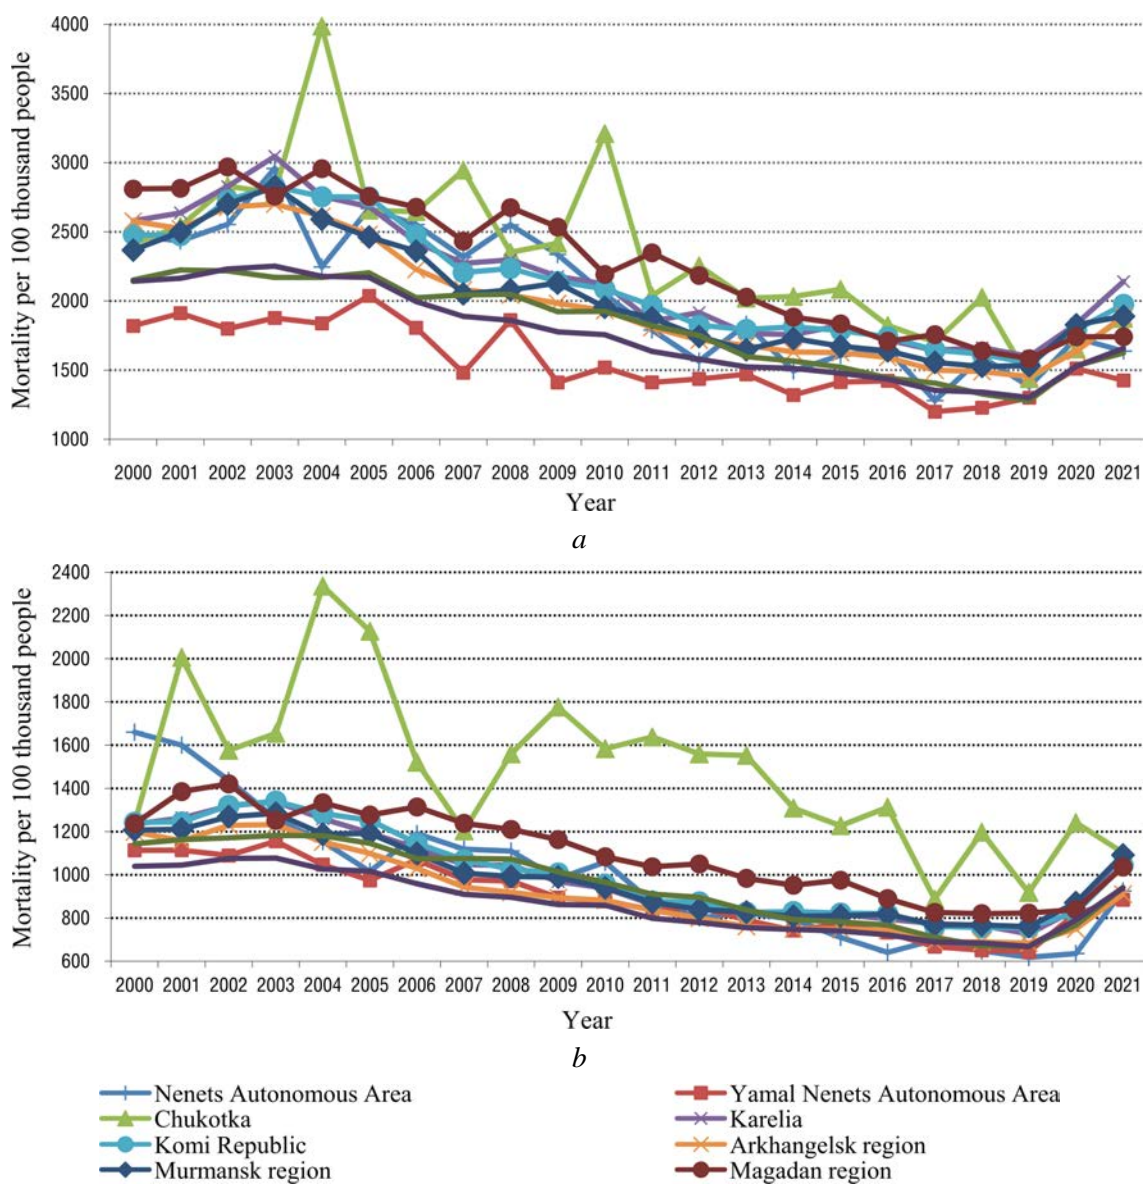 Mortality per 100 thousand people
4000
3500
3000
2500
2000
1500
1000
2000 2001 2002 2003 2004 2005 2006 2007 2008 2009 2010 2011 2012 2013 2014 2015 2016 2017 2018 2019 2020 2021
Year
a
Mortality per 100 thousand people
2400
2200
2000
1800
1600
1400
1200
1000
800
600
2000 2001 2002 2003 2004 2005 2006 2007 2008 2009 2010 2011 2012 2013 2014 2015 2016 2017 2018 2019 2020 2021
Year
b
Nenets Autonomous Area
Yamal Nenets Autonomous Area
Chukotka
Karelia
Komi Republic
Arkhangelsk region
Murmansk region
Magadan region